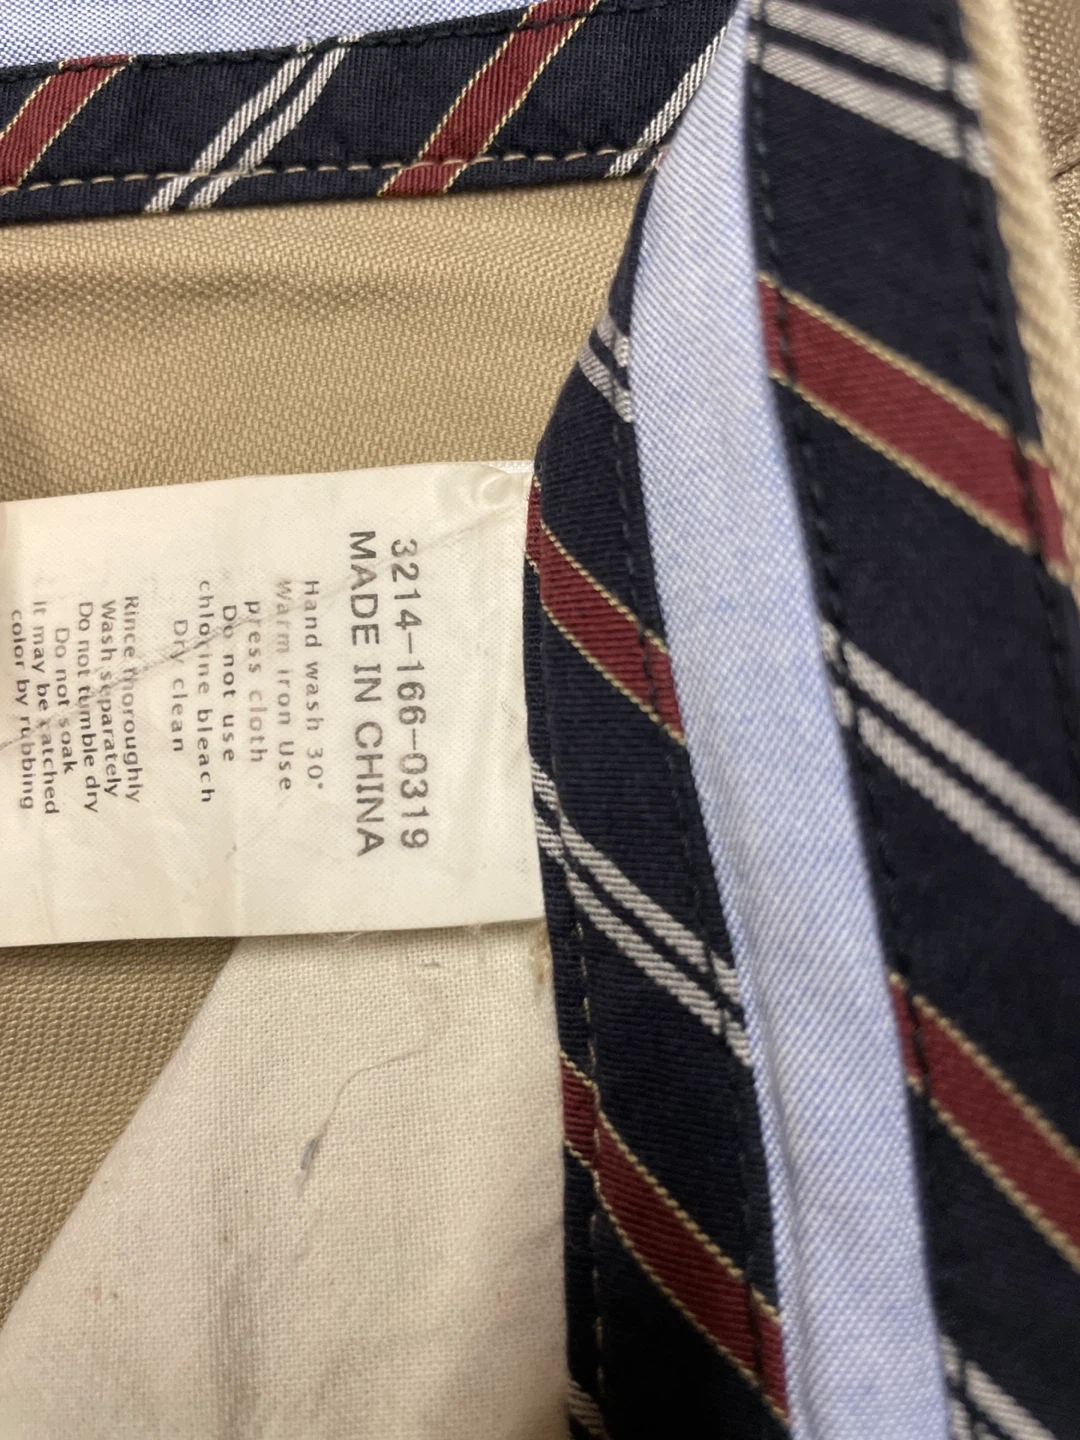 3214-166-0319
MADE IN CHINA
Hand wash 30°
Warm iron Use
press cloth
Do not use
chlorine bleach
Dry clean
Rince thoroughly
Wash separately
Do not tumble dry
Do not soak
it may be catched
color by rubbing